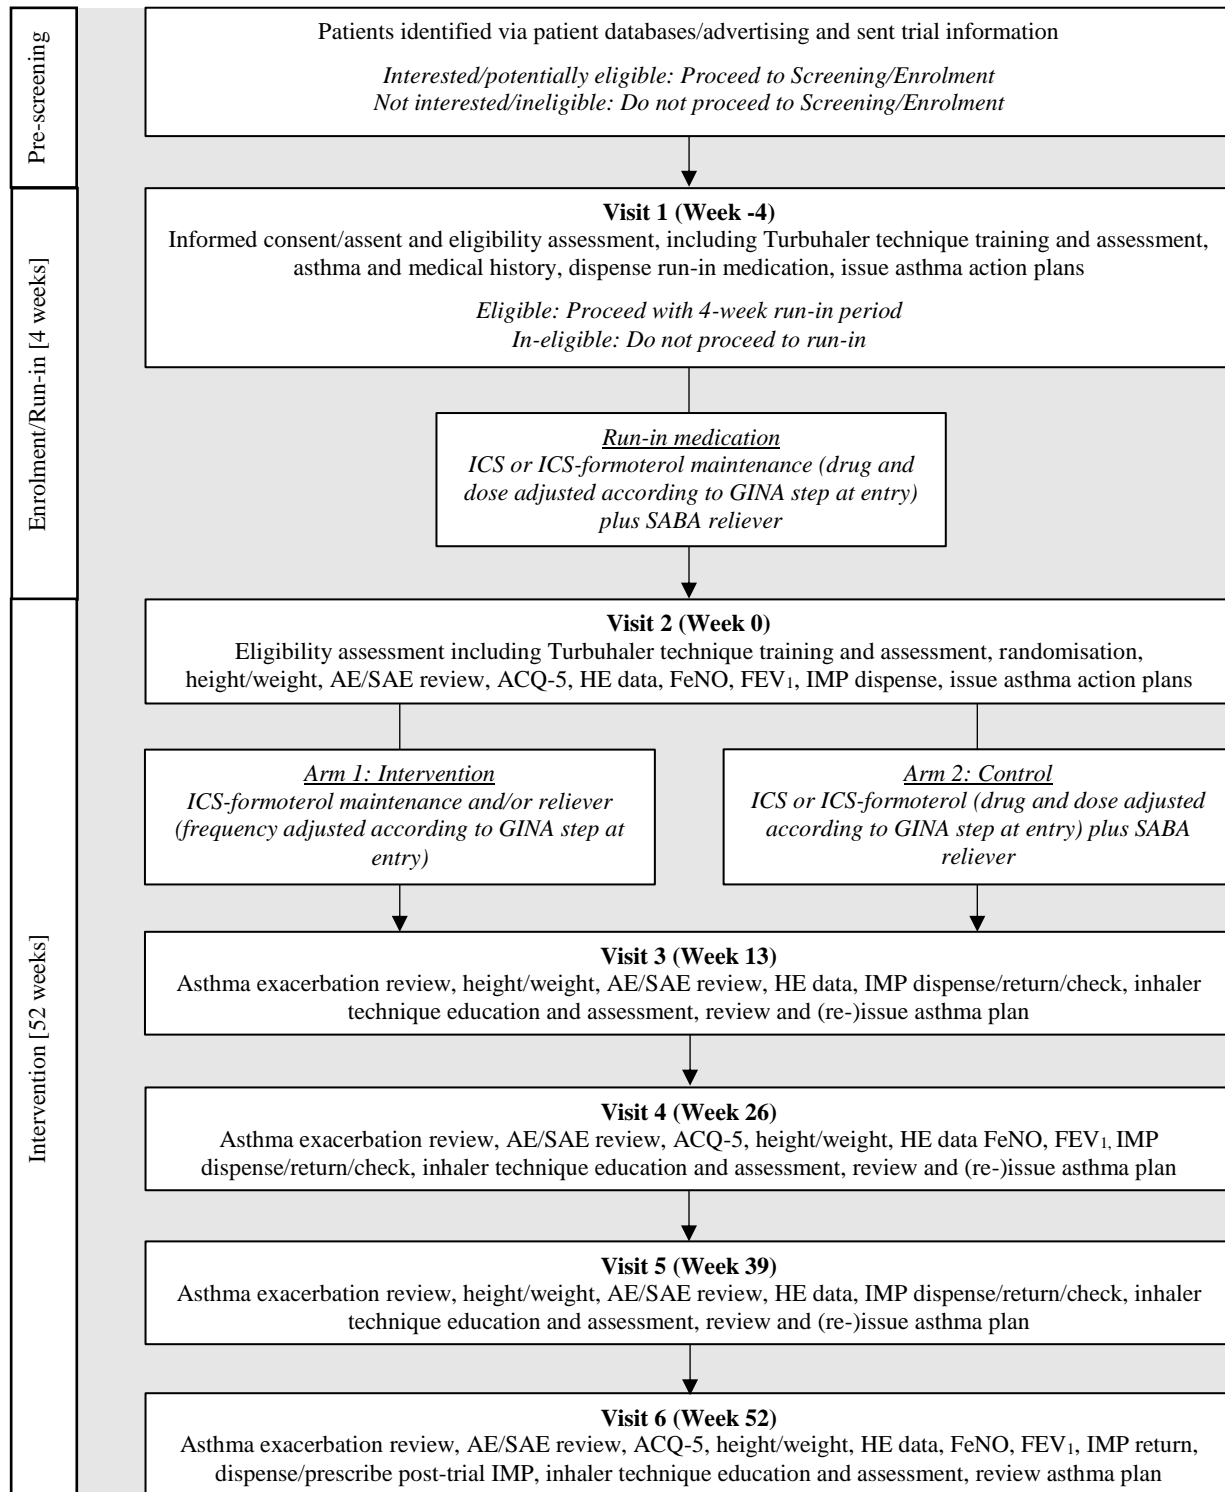 Pre-screening
Patients identified via patient databases/advertising and sent trial information
Interested/potentially eligible: Proceed to Screening/Enrolment
Not interested/ineligible: Do not proceed to Screening/Enrolment
Enrolment/Run-in [4 weeks]
Visit 1 (Week -4)
Informed consent/assent and eligibility assessment, including Turbuhaler technique training and assessment,
asthma and medical history, dispense run-in medication, issue asthma action plans
Eligible: Proceed with 4-week run-in period
In-eligible: Do not proceed to run-in
Run-in medication
ICS or ICS-formoterol maintenance (drug and
dose adjusted according to GINA step at entry)
plus SABA reliever
Intervention [52 weeks]
Visit 2 (Week 0)
Eligibility assessment including Turbuhaler technique training and assessment, randomisation,
height/weight, AE/SAE review, ACQ-5, HE data, FeNO, FEV₁, IMP dispense, issue asthma action plans
Arm 1: Intervention
ICS-formoterol maintenance and/or reliever
(frequency adjusted according to GINA step at
entry)
Arm 2: Control
ICS or ICS-formoterol (drug and dose adjusted
according to GINA step at entry) plus SABA
reliever
Visit 3 (Week 13)
Asthma exacerbation review, height/weight, AE/SAE review, HE data, IMP dispense/return/check, inhaler
technique education and assessment, review and (re-)issue asthma plan
Visit 4 (Week 26)
Asthma exacerbation review, AE/SAE review, ACQ-5, height/weight, HE data FeNO, FEV₁, IMP
dispense/return/check, inhaler technique education and assessment, review and (re-)issue asthma plan
Visit 5 (Week 39)
Asthma exacerbation review, height/weight, AE/SAE review, HE data, IMP dispense/return/check, inhaler
technique education and assessment, review and (re-)issue asthma plan
Visit 6 (Week 52)
Asthma exacerbation review, AE/SAE review, ACQ-5, height/weight, HE data, FeNO, FEV₁, IMP return,
dispense/prescribe post-trial IMP, inhaler technique education and assessment, review asthma plan